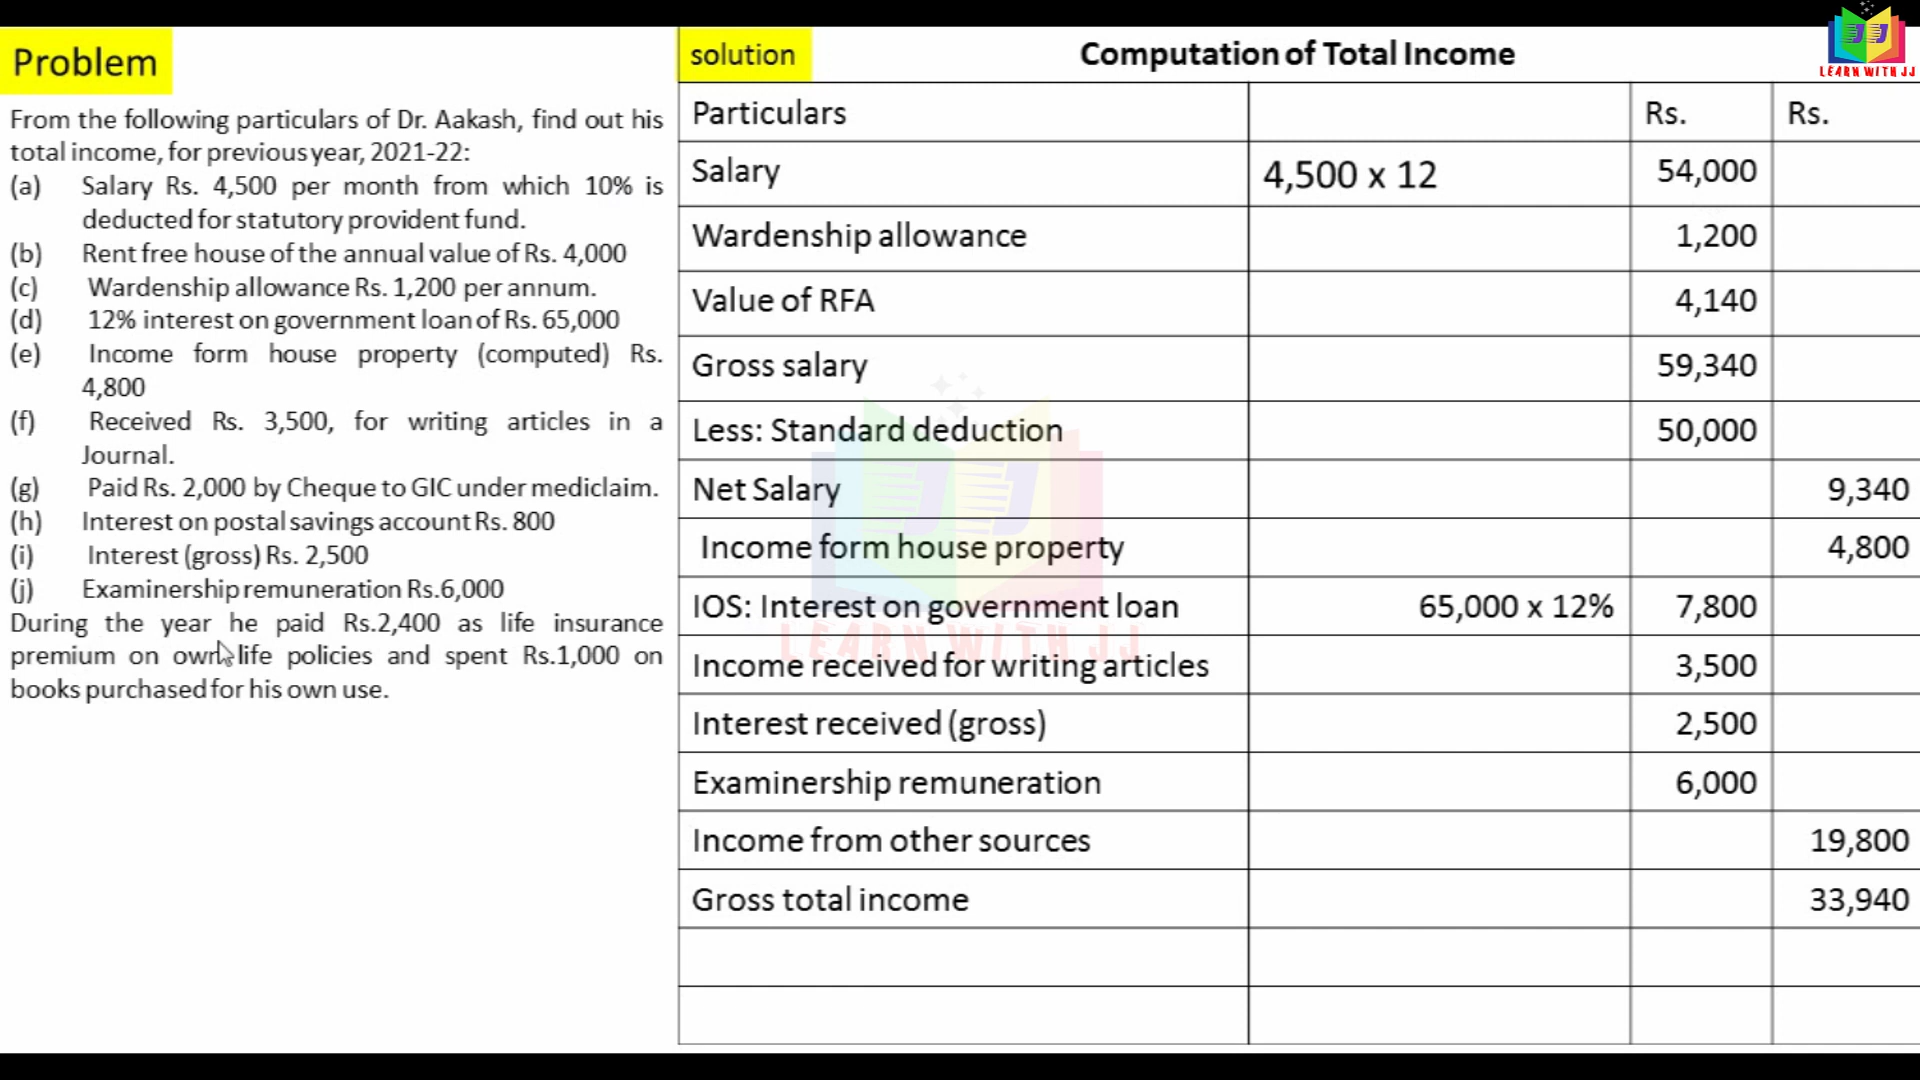 Problem
From the following particulars of Dr. Aakash, find out his
total income, for previous year, 2021-22:
(a) Salary Rs. 4,500 per month from which 10% is
deducted for statutory provident fund.
(b) Rent free house of the annual value of Rs. 4,000
(c) Wardenship allowance Rs. 1,200 per annum.
(d) 12% interest on government loan of Rs. 65,000
(e) Income form house property (computed) Rs.
4,800
(f) Received Rs. 3,500, for writing articles in a
Journal.
(g) Paid Rs. 2,000 by Cheque to GIC under mediclaim.
(h) Interest on postal savings account Rs. 800
(i) Interest (gross) Rs. 2,500
(j) Examinership remuneration Rs.6,000
During the year he paid Rs.2,400 as life insurance
premium on own life policies and spent Rs.1,000 on
books purchased for his own use.
solution Computation of Total Income
Particulars Rs. Rs.
Salary 4,500 x 12 54,000
Wardenship allowance 1,200
Value of RFA 4,140
Gross salary 59,340
Less: Standard deduction 50,000
Net Salary 9,340
Income form house property 4,800
IOS: Interest on government loan 65,000 x 12% 7,800
Income received for writing articles 3,500
Interest received (gross) 2,500
Examinership remuneration 6,000
Income from other sources 19,800
Gross total income 33,940
JJ
LEARN WITH JJ
JJ
LEARN WITH JJ